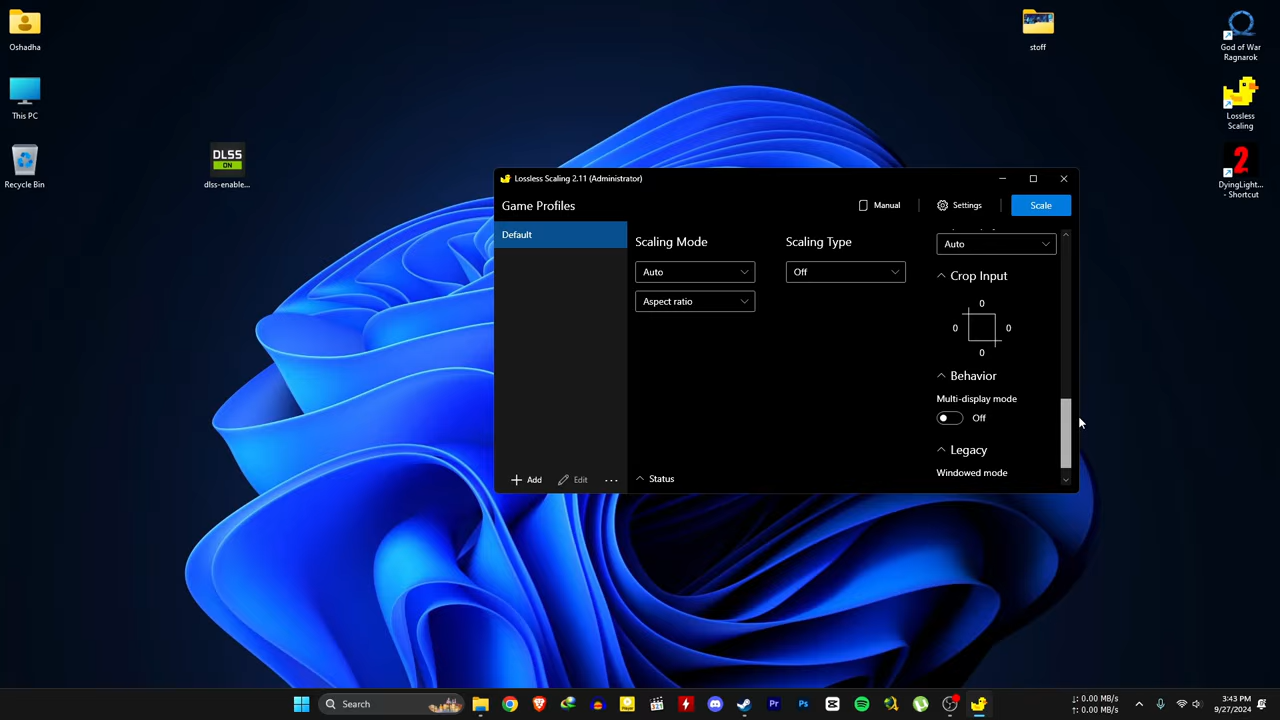 Oshadha
This PC
Recycle Bin
DLSS
ON
dlss-enable...
stoff
God of War
Ragnarok
Lossless
Scaling
2
DyingLight...
- Shortcut
Lossless Scaling 2.11 (Administrator)
Game Profiles
Manual
Settings
Scale
Default
Scaling Mode
Auto
Aspect ratio
Scaling Type
Off
Auto
Crop Input
0
0
0
0
Behavior
Multi-display mode
Off
Legacy
Windowed mode
Add
Edit
...
Status
Search
Pr
Ps
↓: 0.00 MB/s
↑: 0.00 MB/s
3:43 PM
9/27/2024